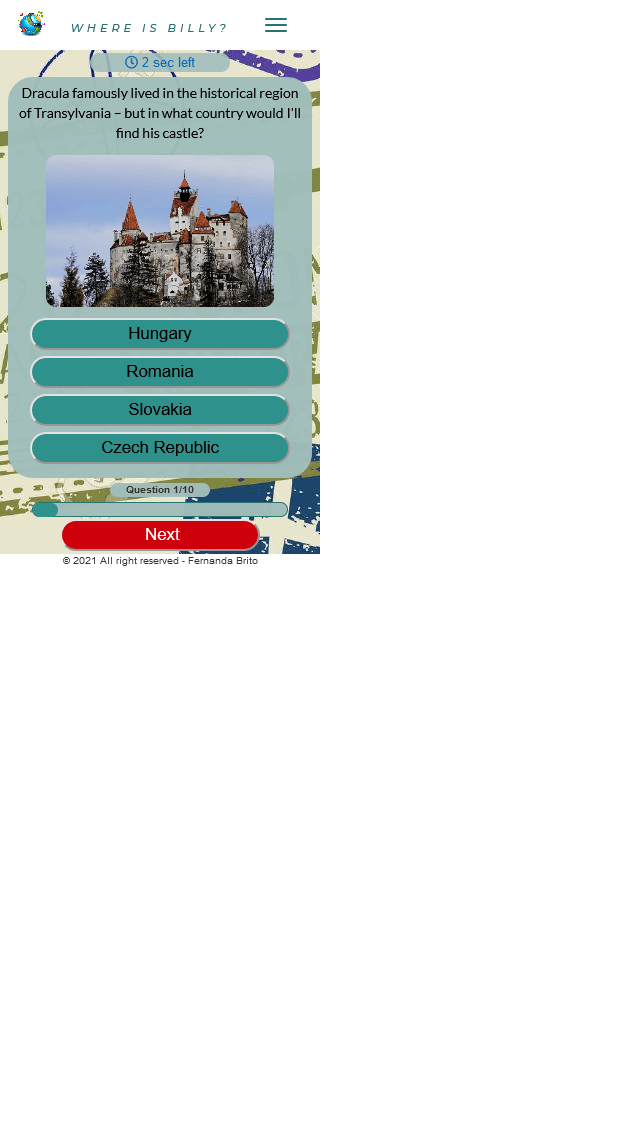 WHERE IS BILLY?
2 sec left
Dracula famously lived in the historical region
of Transylvania – but in what country would I'll
find his castle?
Hungary
Romania
Slovakia
Czech Republic
Question 1/10
Next
© 2021 All right reserved - Fernanda Brito